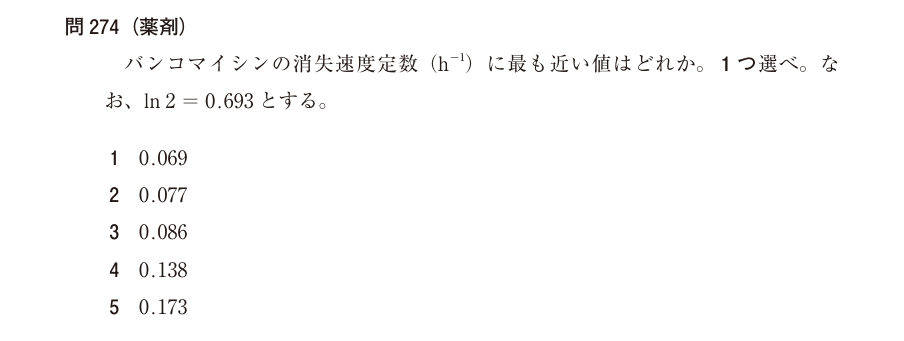 問 274（薬剤）
バンコマイシンの消失速度定数（h⁻¹）に最も近い値はどれか。1つ選べ。な
お、ln 2 = 0.693 とする。
1 0.069
2 0.077
3 0.086
4 0.138
5 0.173